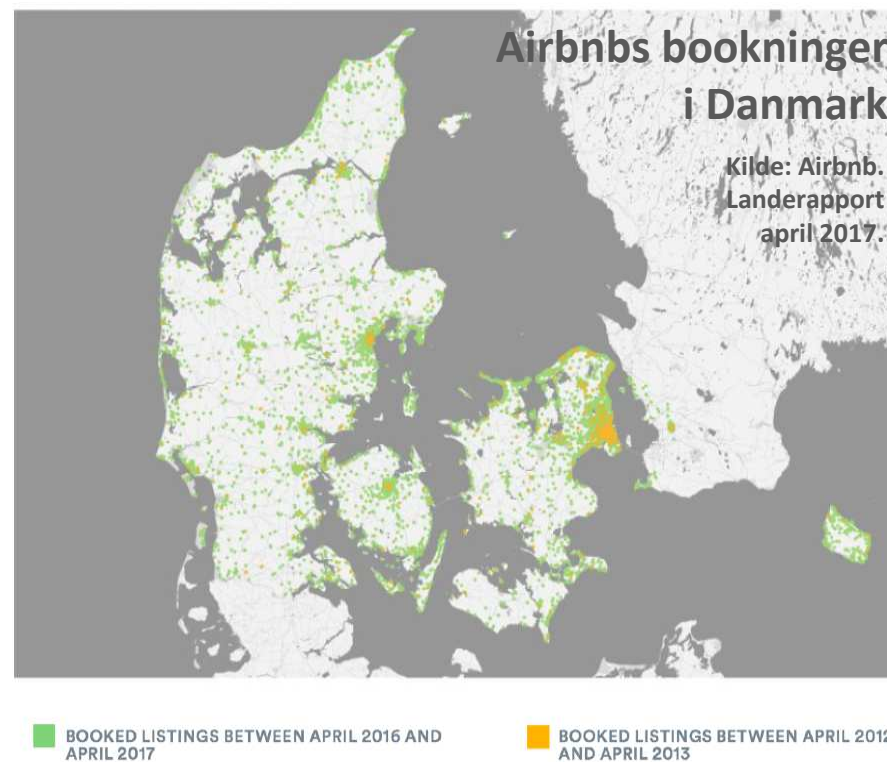 Airbnbs bookninger
i Danmark
Kilde: Airbnb.
Landerapport
april 2017.
BOOKED LISTINGS BETWEEN APRIL 2016 AND
APRIL 2017
BOOKED LISTINGS BETWEEN APRIL 2012
AND APRIL 2013